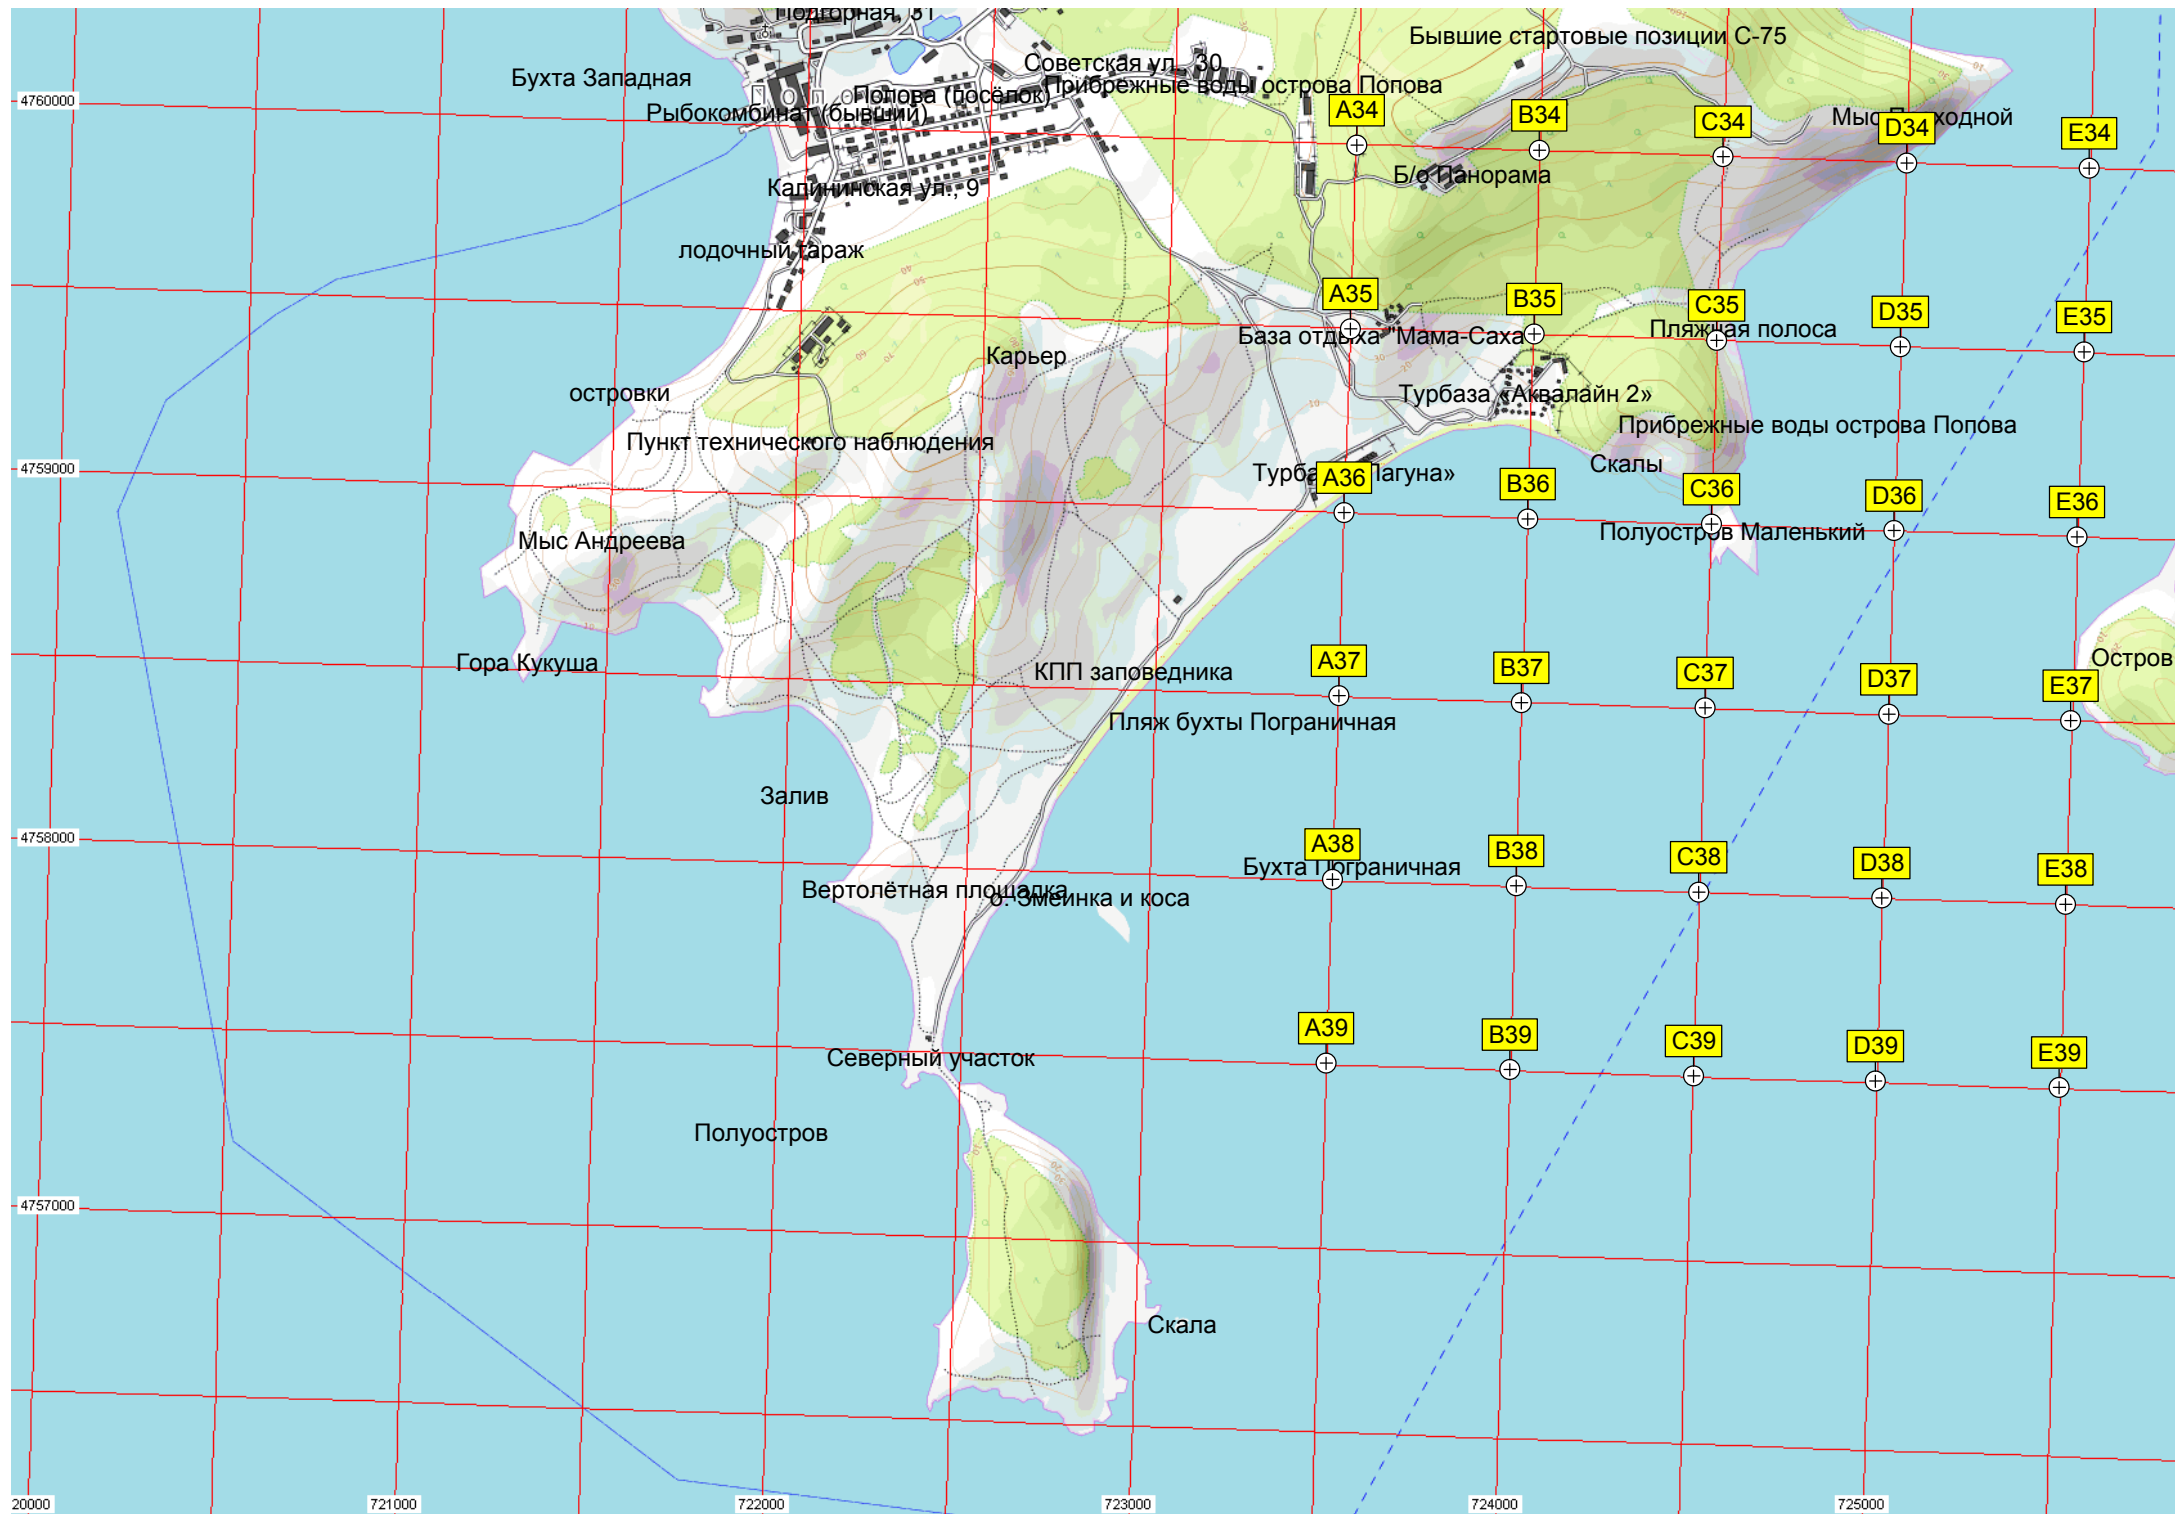 Подгорная, 31
Бывшие стартовые позиции С-75
Советская ул., 30
Бухта Западная
Прибрежные воды острова Попова
Попова (посёлок)
4760000
Рыбокомбинат (бывший)
A34
B34
C34
Мыс
ходной
D34
E34
Б/о Панорама
Калининская ул., 9
лодочный гараж
A35
B35
C35
D35
E35
База отдыха "Мама-Саха"
Пляжная полоса
Карьер
островки
Турбаза «Аквалайн 2»
Прибрежные воды острова Попова
Пункт технического наблюдения
4759000
Скалы
Турбаза «Лагуна»
A36
B36
C36
D36
E36
Полуостров Маленький
Мыс Андреева
Остров
Гора Кукуша
КПП заповедника
A37
B37
C37
D37
E37
Пляж бухты Пограничная
Залив
4758000
A38
B38
C38
D38
E38
Бухта Пограничная
Вертолётная площадка
о. Змеинка и коса
A39
B39
C39
D39
E39
Северный участок
Полуостров
4757000
Скала
20000
721000
722000
723000
724000
725000